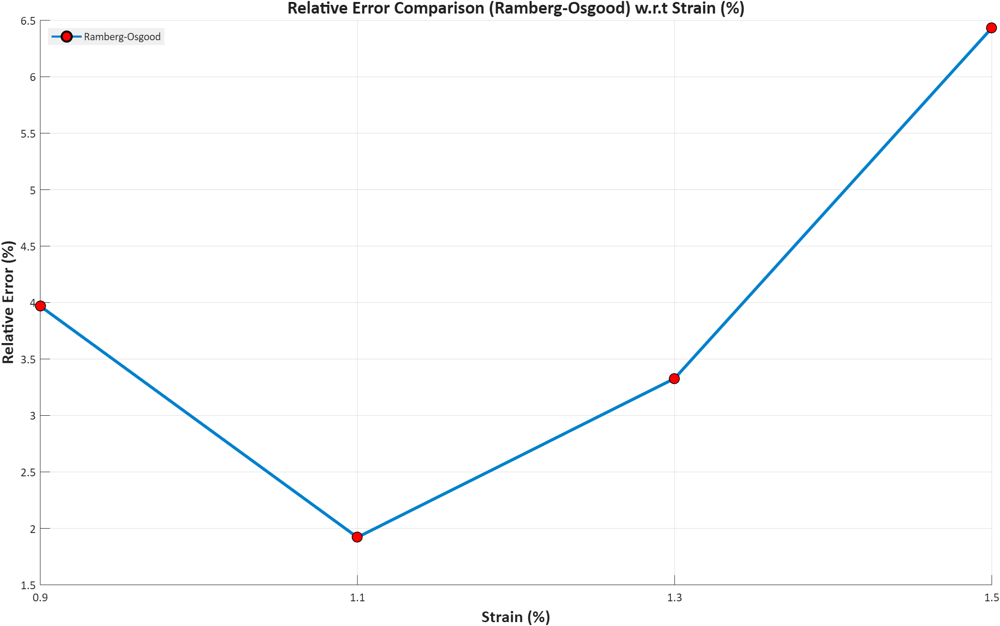 Relative Error Comparison (Ramberg-Osgood) w.r.t Strain (%)
Ramberg-Osgood
6.5
6
5.5
5
4.5
4
3.5
3
2.5
2
1.5
Relative Error (%)
0.9 1.1 1.3 1.5
Strain (%)